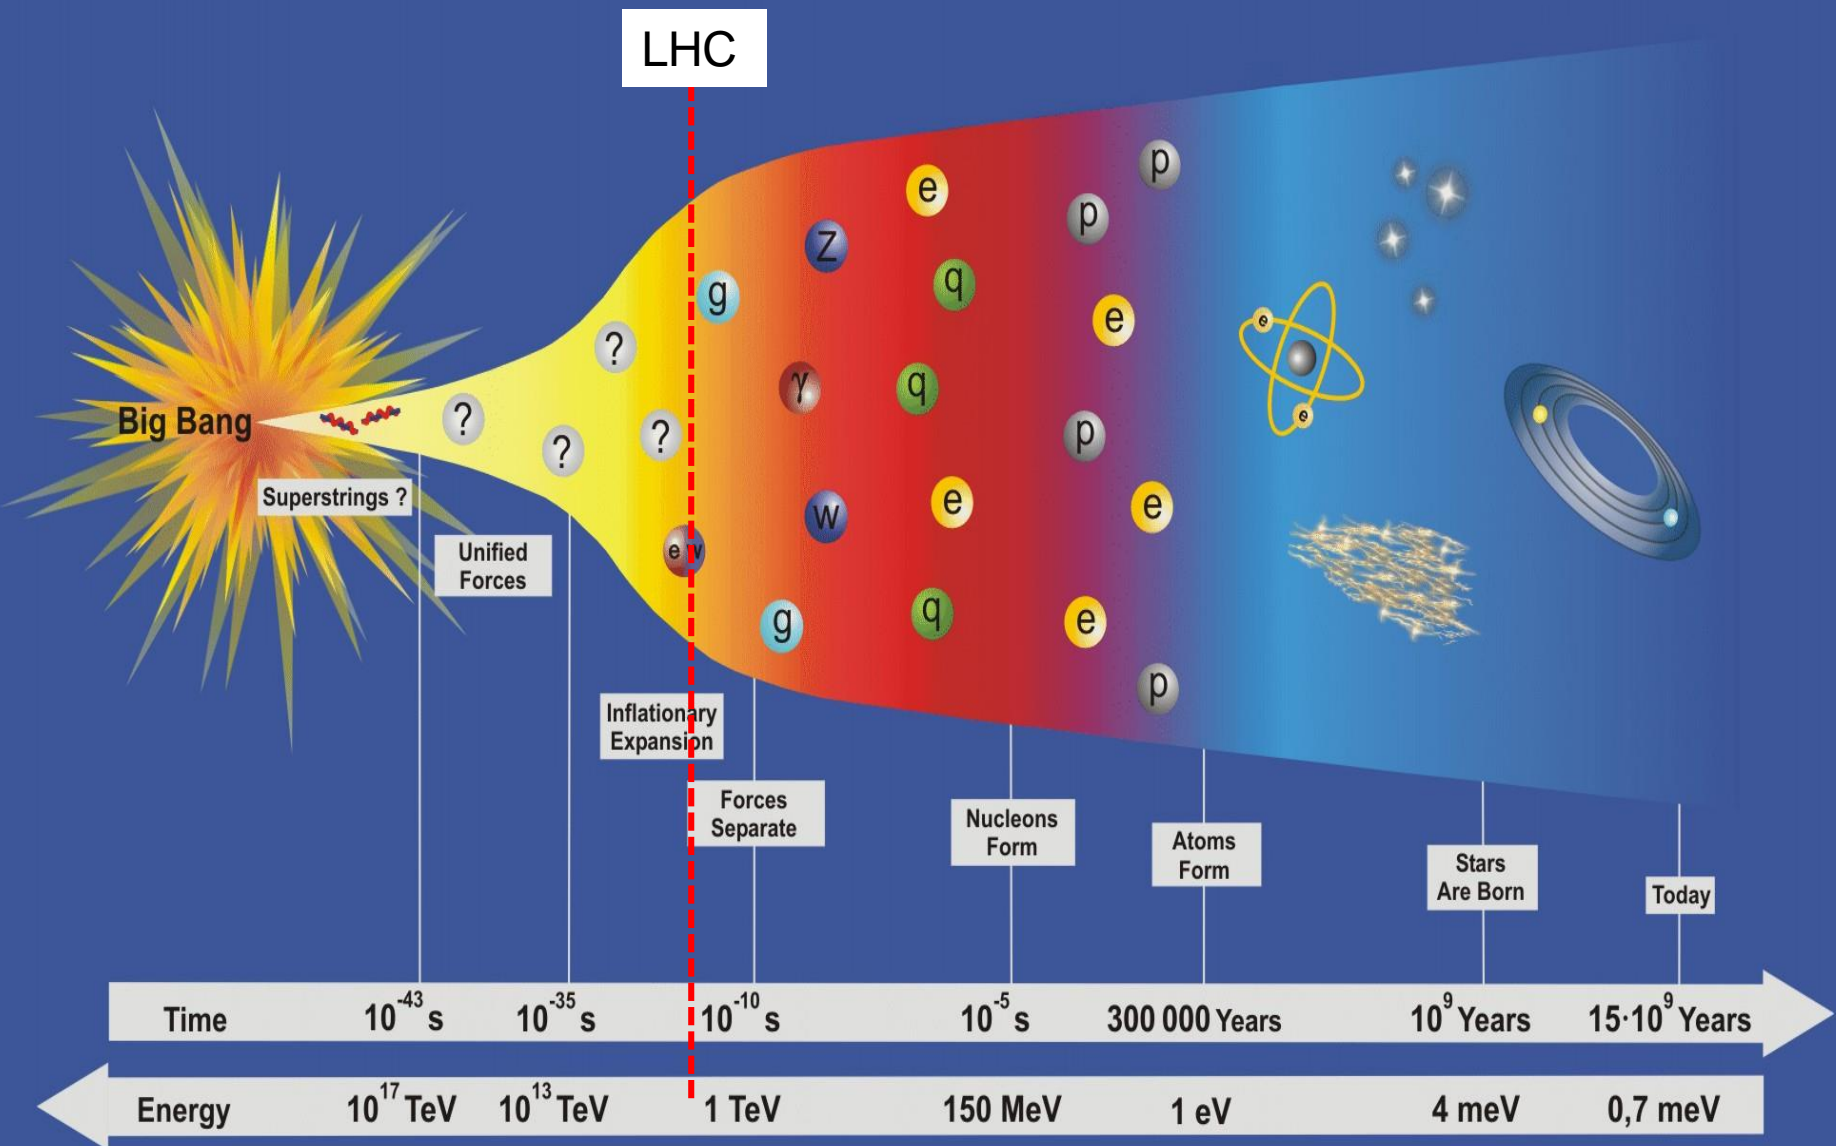 LHC
p
e
p
Z
q
g
e
e
?
γ
q
Big Bang
?
?
?
p
e
Superstrings ?
e
w
e
Unified
Forces
e w
g
q
e
p
Inflationary
Expansion
Forces
Separate
Nucleons
Form
Atoms
Form
Stars
Are Born
Today
Time 10⁻⁴³ s 10⁻³⁵ s 10⁻¹⁰ s 10⁻⁵ s 300 000 Years 10⁹ Years 15·10⁹ Years
Energy 10¹⁷ TeV 10¹³ TeV 1 TeV 150 MeV 1 eV 4 meV 0,7 meV